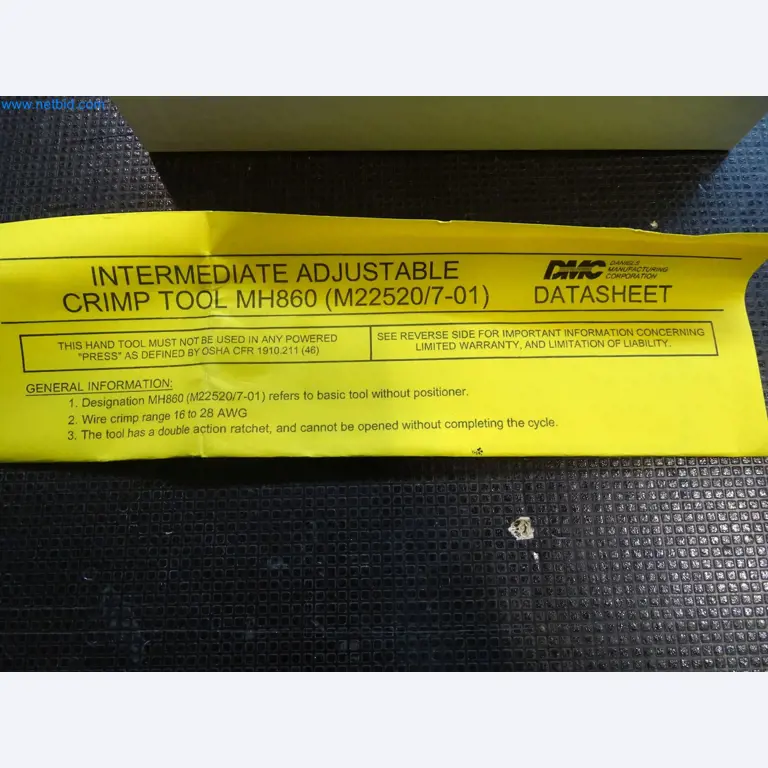 www.netbid.com
INTERMEDIATE ADJUSTABLE
CRIMP TOOL MH860 (M22520/7-01)
DMC DANIELS
MANUFACTURING
CORPORATION
DATASHEET
THIS HAND TOOL MUST NOT BE USED IN ANY POWERED
"PRESS" AS DEFINED BY OSHA CFR 1910.211 (46)
SEE REVERSE SIDE FOR IMPORTANT INFORMATION CONCERNING
LIMITED WARRANTY, AND LIMITATION OF LIABILITY.
GENERAL INFORMATION:
1. Designation MH860 (M22520/7-01) refers to basic tool without positioner.
2. Wire crimp range 16 to 28 AWG
3. The tool has a double action ratchet, and cannot be opened without completing the cycle.